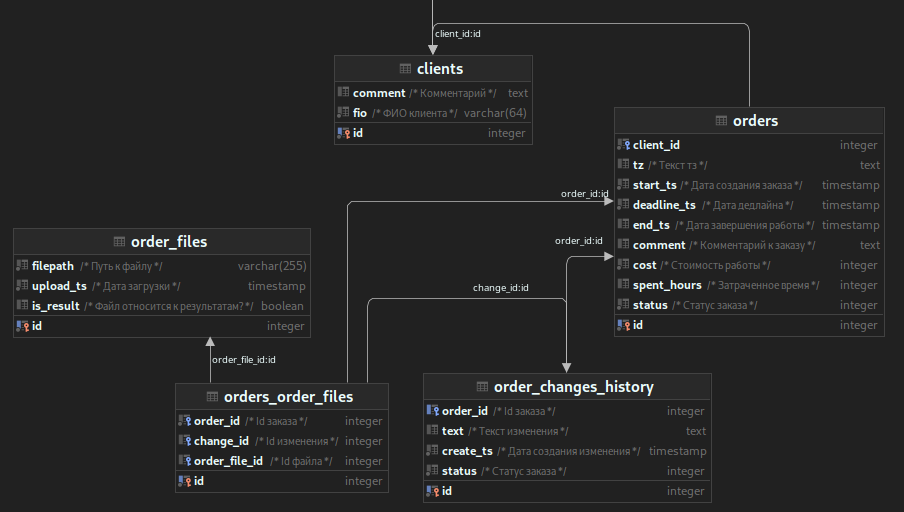 client_id:id
clients
comment /* Комментарий */ text
fio /* ФИО клиента */ varchar(64)
id integer
orders
client_id integer
tz /* Текст тз */ text
start_ts /* Дата создания заказа */ timestamp
deadline_ts /* Дата дедлайна */ timestamp
end_ts /* Дата завершения работы */ timestamp
comment /* Комментарий к заказу */ text
cost /* Стоимость работы */ integer
spent_hours /* Затраченное время */ integer
status /* Статус заказа */ integer
id integer
order_id:id
order_id:id
change_id:id
order_files
filepath /* Путь к файлу */ varchar(255)
upload_ts /* Дата загрузки */ timestamp
is_result /* Файл относится к результатам? */ boolean
id integer
order_file_id:id
orders_order_files
order_id /* Id заказа */ integer
change_id /* Id изменения */ integer
order_file_id /* Id файла */ integer
id integer
order_changes_history
order_id /* Id заказа */ integer
text /* Текст изменения */ text
create_ts /* Дата создания изменения */ timestamp
status /* Статус заказа */ integer
id integer